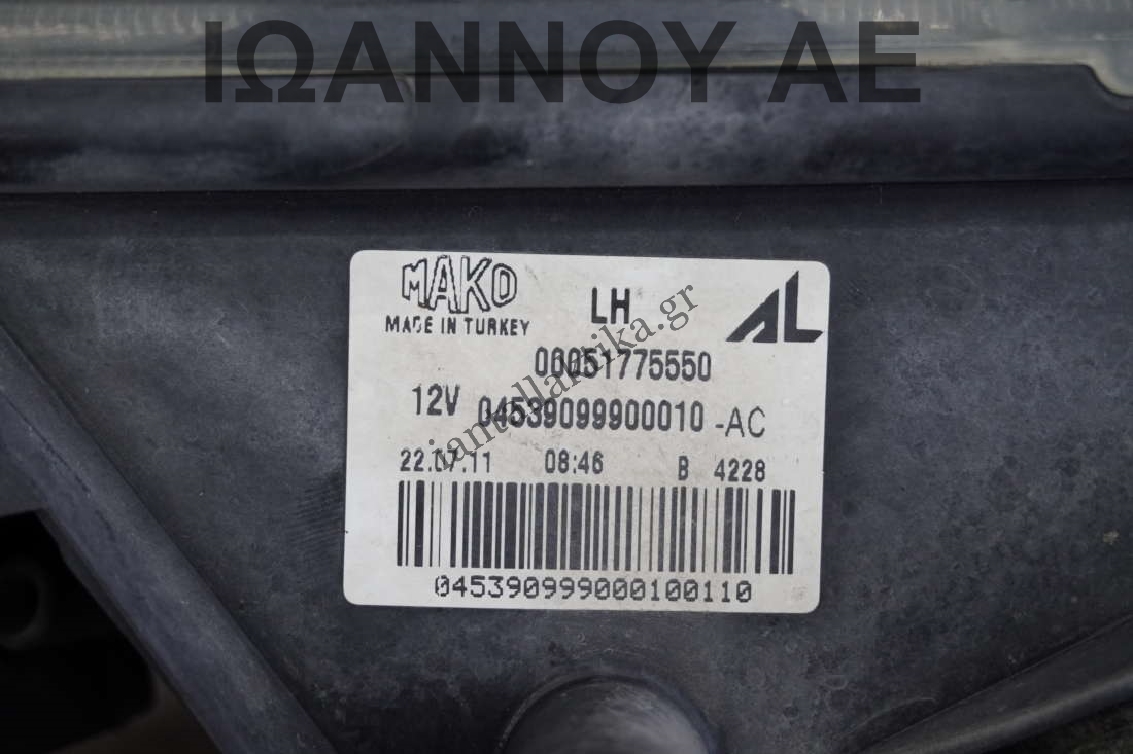 ΙΩΑΝΝΟΥ ΑΕ
MAKO
MADE IN TURKEY
LH
AL
00051775550
12V 04539099900010 -AC
22.07.11 08:46 B 4228
045390999000100110
iantallaktika.gr